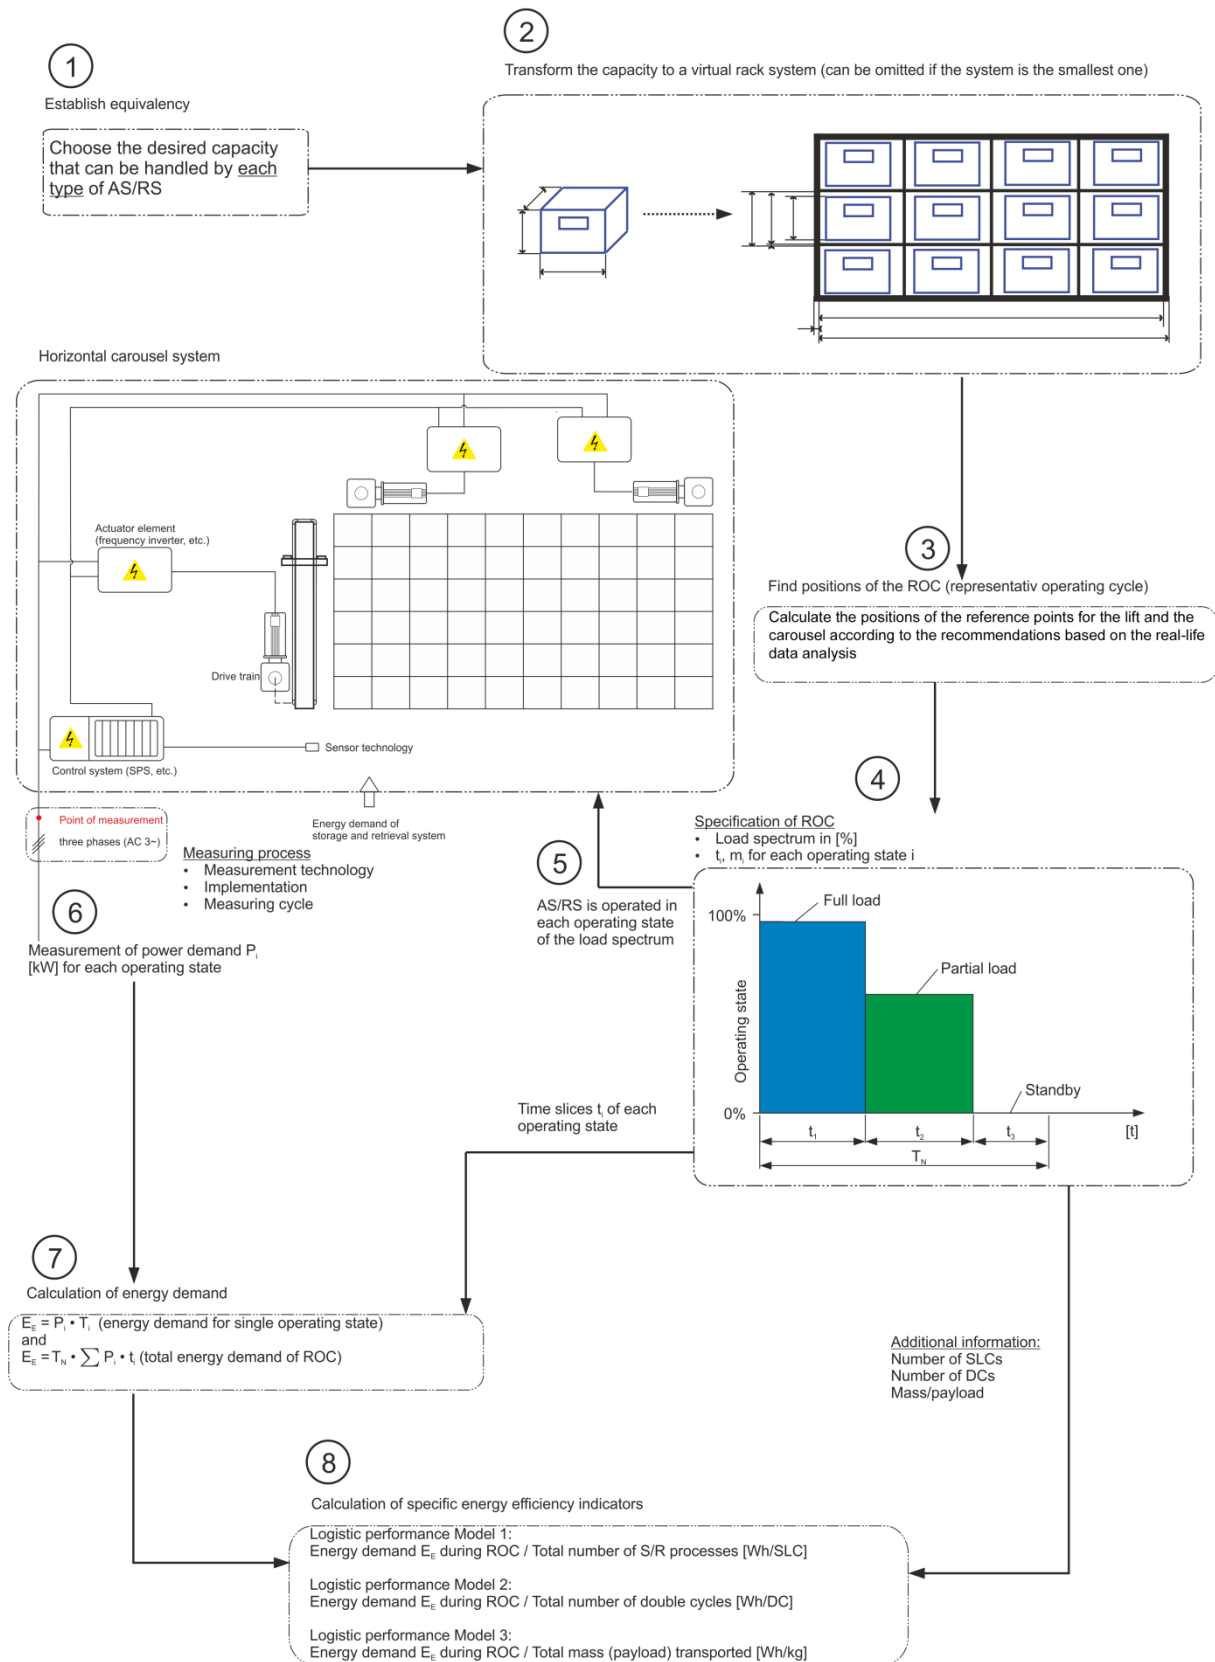 1
Establish equivalency
Choose the desired capacity
that can be handled by each
type of AS/RS
2
Transform the capacity to a virtual rack system (can be omitted if the system is the smallest one)
Horizontal carousel system
Actuator element
(frequency inverter, etc.)
Drive train
Sensor technology
Control system (SPS, etc.)
Point of measurement
three phases (AC 3~)
Energy demand of
storage and retrieval system
Measuring process
• Measurement technology
• Implementation
• Measuring cycle
3
Find positions of the ROC (representativ operating cycle)
Calculate the positions of the reference points for the lift and the
carousel according to the recommendations based on the real-life
data analysis
4
Specification of ROC
• Load spectrum in [%]
• tᵢ, mᵢ for each operating state i
100%
Full load
Partial load
Operating state
Standby
0%
t₁
t₂
t₃
[t]
T_N
5
AS/RS is operated in
each operating state
of the load spectrum
6
Measurement of power demand Pᵢ
[kW] for each operating state
Time slices tᵢ of each
operating state
7
Calculation of energy demand
E_E = Pᵢ • Tᵢ (energy demand for single operating state)
and
E_E = T_N • ∑ Pᵢ • tᵢ (total energy demand of ROC)
Additional information:
Number of SLCs
Number of DCs
Mass/payload
8
Calculation of specific energy efficiency indicators
Logistic performance Model 1:
Energy demand E_E during ROC / Total number of S/R processes [Wh/SLC]
Logistic performance Model 2:
Energy demand E_E during ROC / Total number of double cycles [Wh/DC]
Logistic performance Model 3:
Energy demand E_E during ROC / Total mass (payload) transported [Wh/kg]